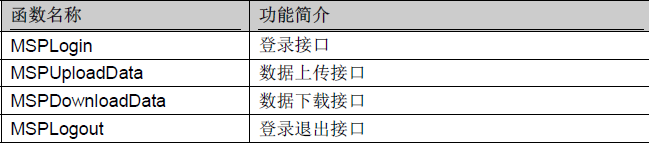 函数名称 功能简介
MSPLogin 登录接口
MSPUploadData 数据上传接口
MSPDownloadData 数据下载接口
MSPLogout 登录退出接口